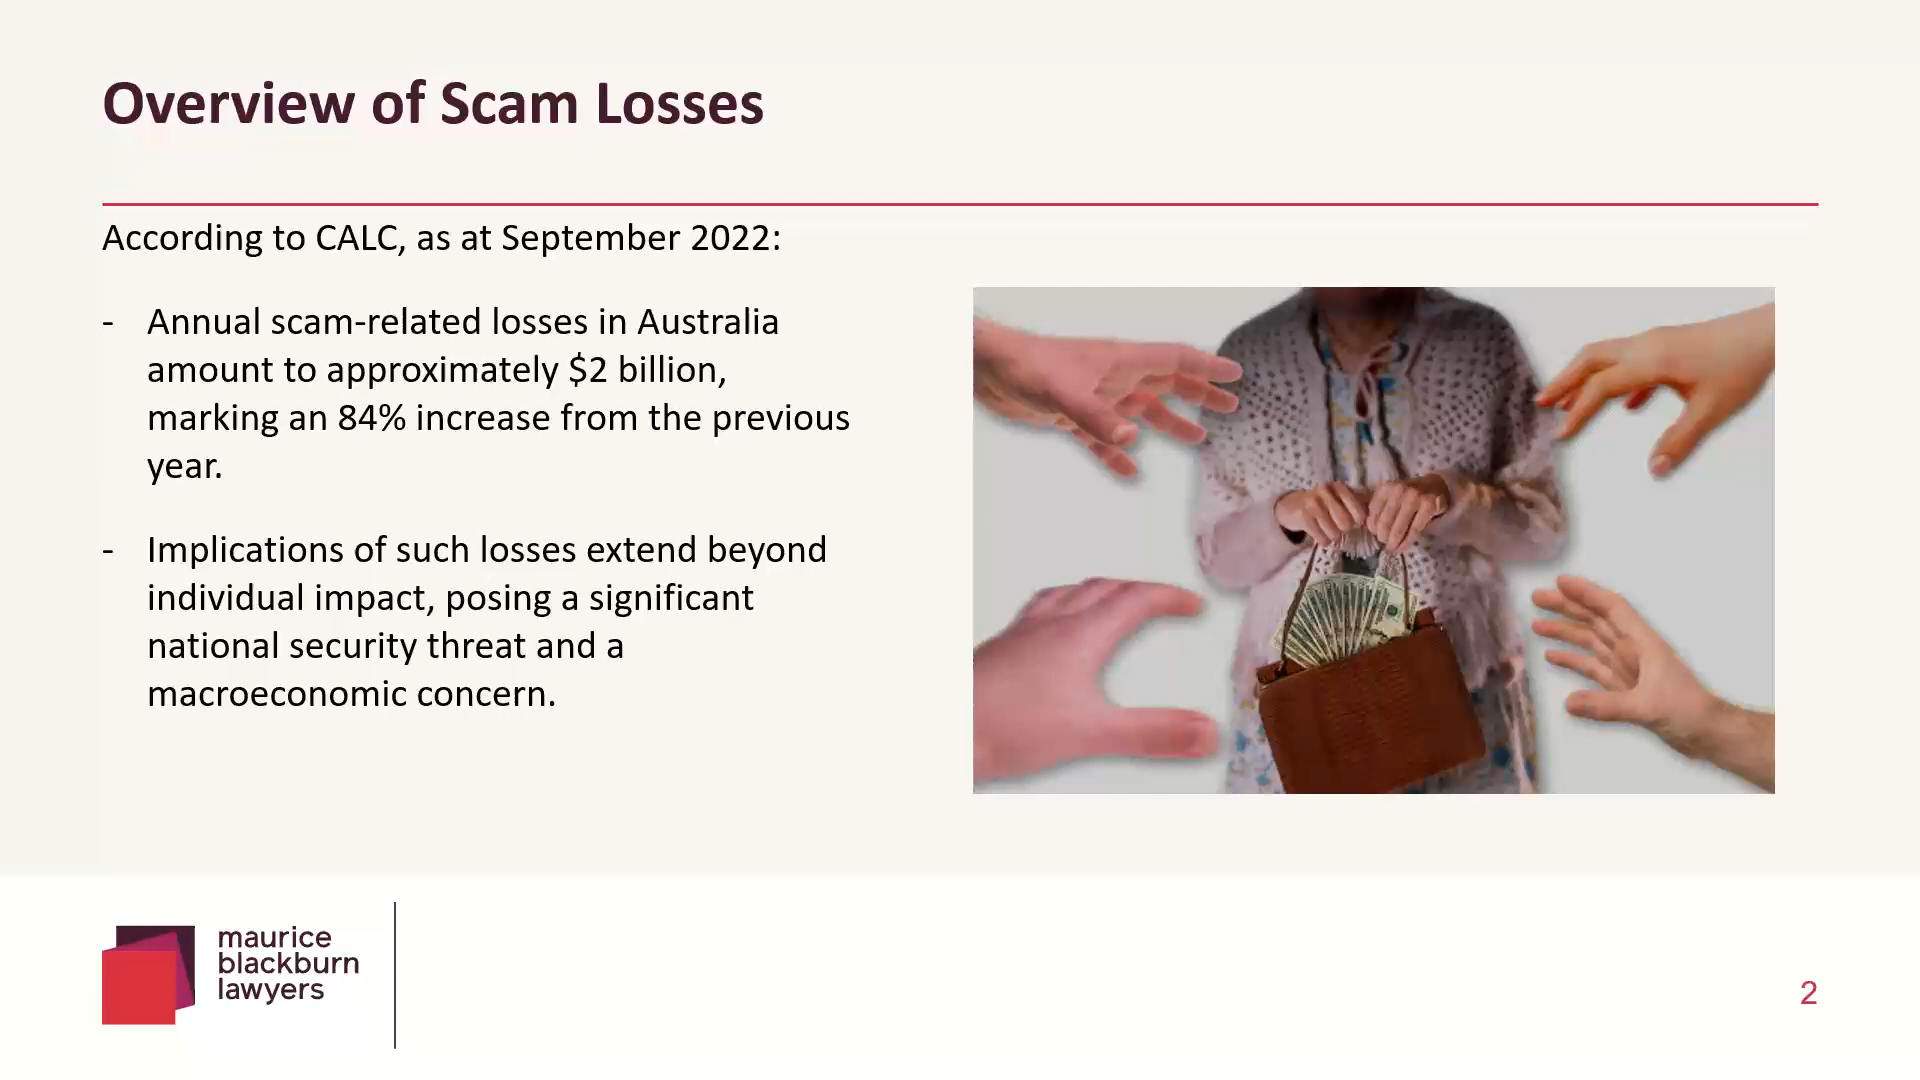 Overview of Scam Losses
According to CALC, as at September 2022:
- Annual scam-related losses in Australia
amount to approximately $2 billion,
marking an 84% increase from the previous
year.
- Implications of such losses extend beyond
individual impact, posing a significant
national security threat and a
macroeconomic concern.
maurice
blackburn
lawyers
2